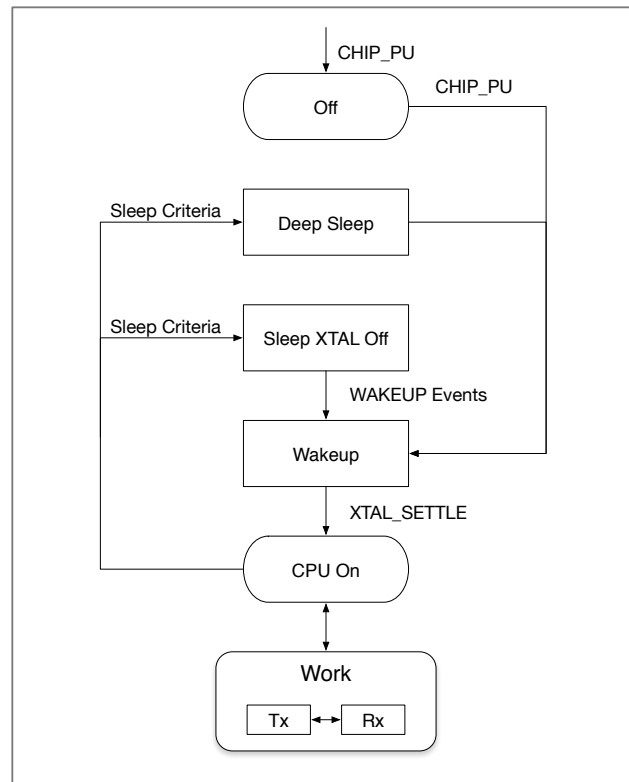 CHIP_PU
CHIP_PU
Off
Sleep Criteria
Deep Sleep
Sleep Criteria
Sleep XTAL Off
WAKEUP Events
Wakeup
XTAL_SETTLE
CPU On
Work
Tx
Rx